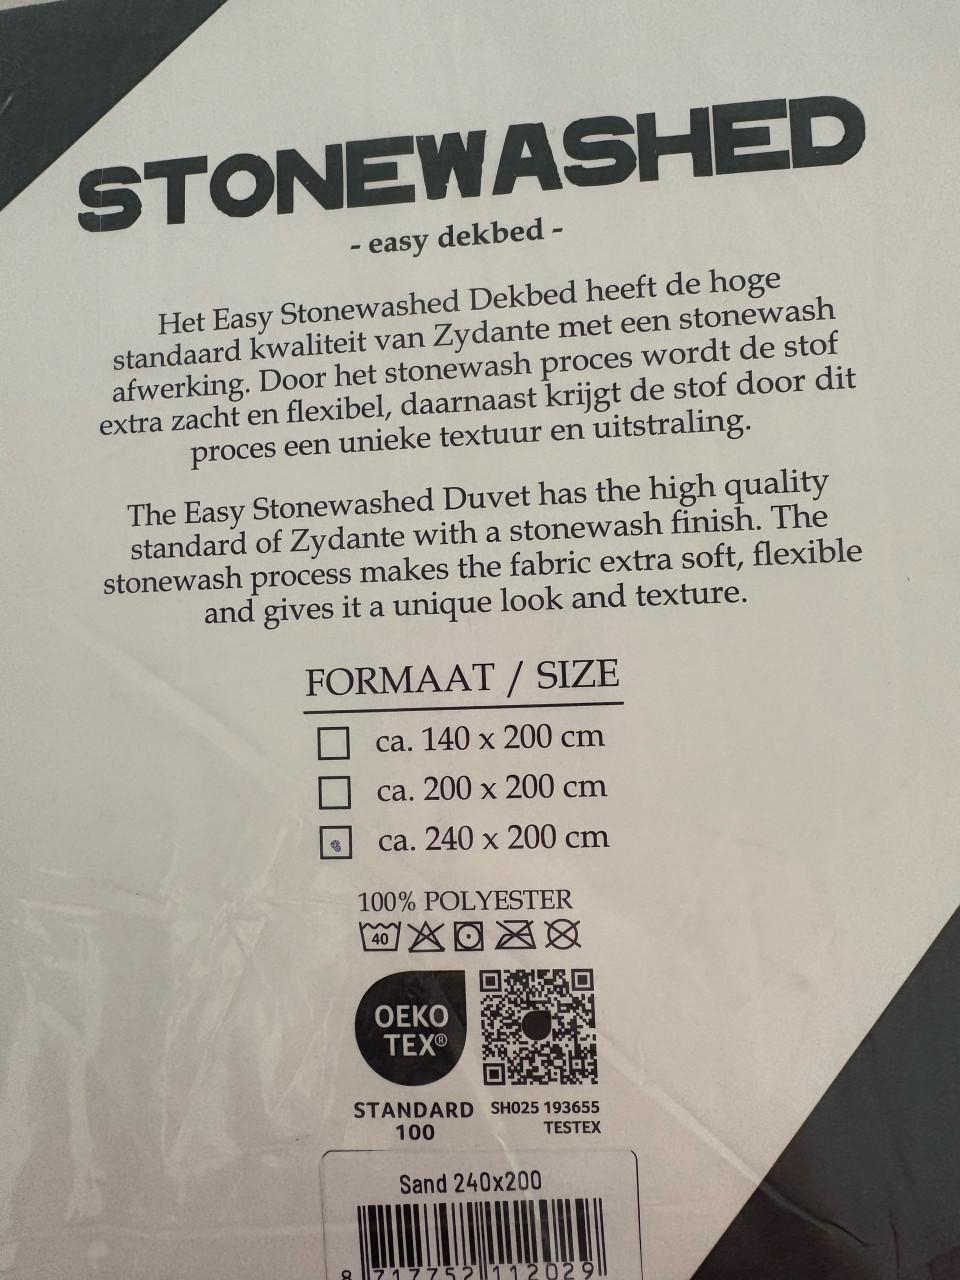 STONEWASHED
- easy dekbed -
Het Easy Stonewashed Dekbed heeft de hoge
standaard kwaliteit van Zydante met een stonewash
afwerking. Door het stonewash proces wordt de stof
extra zacht en flexibel, daarnaast krijgt de stof door dit
proces een unieke textuur en uitstraling.
The Easy Stonewashed Duvet has the high quality
standard of Zydante with a stonewash finish. The
stonewash process makes the fabric extra soft, flexible
and gives it a unique look and texture.
FORMAAT / SIZE
ca. 140 x 200 cm
ca. 200 x 200 cm
ca. 240 x 200 cm
100% POLYESTER
40
OEKO
TEX®
STANDARD
100
SH025 193655
TESTEX
Sand 240x200
8 717752 112029